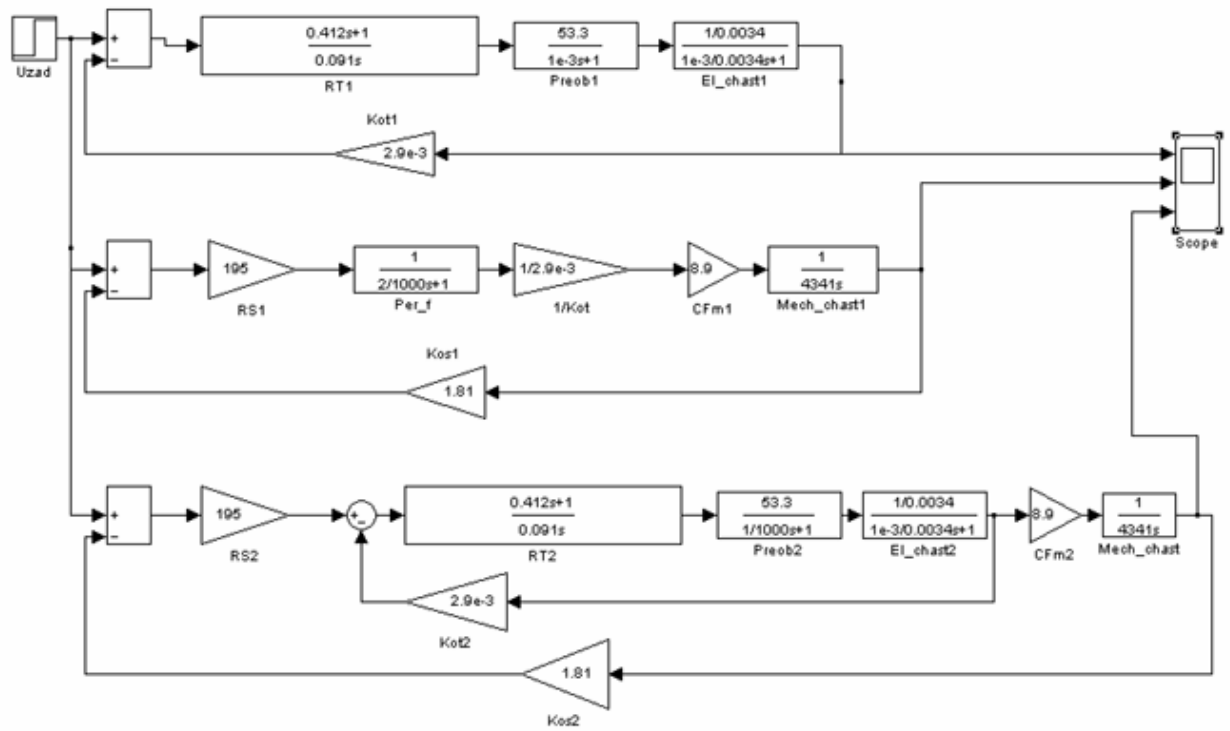 Uzad
+
−
0.412s+1
0.091s
RT1
53.3
1e-3s+1
Preob1
1/0.0034
1e-3/0.0034s+1
El_chast1
Kot1
2.9e-3
Scope
+
−
195
RS1
1
2/1000s+1
Per_f
1/2.9e-3
1/Kot
8.9
CFm1
1
4341s
Mech_chast1
Kos1
1.81
+
−
195
RS2
+
−
0.412s+1
0.091s
RT2
53.3
1/1000s+1
Preob2
1/0.0034
1e-3/0.0034s+1
El_chast2
8.9
CFm2
1
4341s
Mech_chast
2.9e-3
Kot2
1.81
Kos2